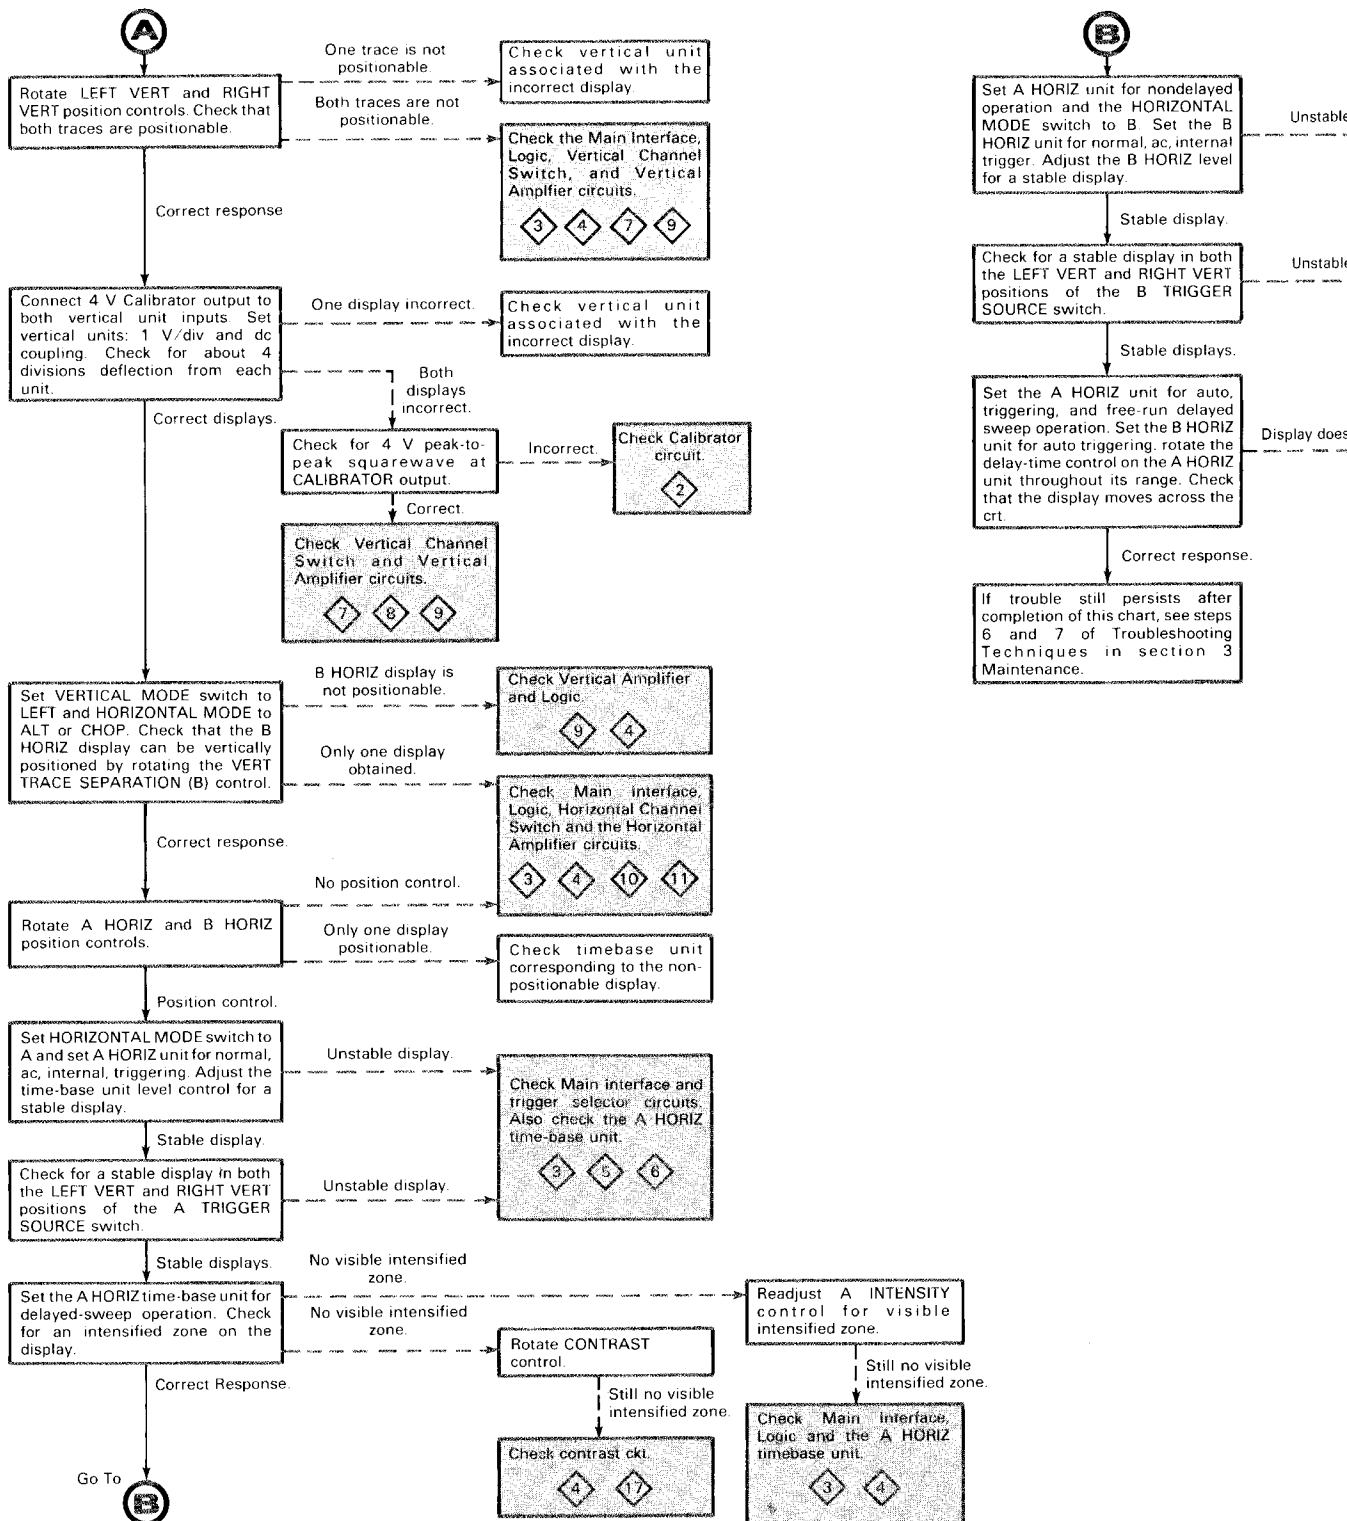 A
Rotate LEFT VERT and RIGHT
VERT position controls. Check that
both traces are positionable.
One trace is not
positionable.
Check vertical unit
associated with the
incorrect display.
Both traces are not
positionable.
Check the Main Interface,
Logic, Vertical Channel
Switch, and Vertical
Amplfier circuits.
3 4 7 9
Correct response
Connect 4 V Calibrator output to
both vertical unit inputs. Set
vertical units: 1 V/div and dc
coupling. Check for about 4
divisions deflection from each
unit.
One display incorrect.
Check vertical unit
associated with the
incorrect display.
Both
displays
incorrect.
Check for 4 V peak-to-
peak squarewave at
CALIBRATOR output.
Incorrect.
Check Calibrator
circuit.
2
Correct.
Check Vertical Channel
Switch and Vertical
Amplifier circuits.
7 8 9
Correct displays.
Set VERTICAL MODE switch to
LEFT and HORIZONTAL MODE to
ALT or CHOP. Check that the B
HORIZ display can be vertically
positioned by rotating the VERT
TRACE SEPARATION (B) control.
B HORIZ display is
not positionable.
Check Vertical Amplifier
and Logic.
9 4
Only one display
obtained.
Check Main interface,
Logic, Horizontal Channel
Switch and the Horizontal
Amplifier circuits.
3 4 10 11
Correct response.
Rotate A HORIZ and B HORIZ
position controls.
No position control.
Only one display
positionable.
Check timebase unit
corresponding to the non-
positionable display.
Position control.
Set HORIZONTAL MODE switch to
A and set A HORIZ unit for normal,
ac, internal, triggering. Adjust the
time-base unit level control for a
stable display.
Unstable display.
Check Main interface and
trigger selector circuits.
Also check the A HORIZ
time-base unit.
3 5 6
Stable display.
Check for a stable display in both
the LEFT VERT and RIGHT VERT
positions of the A TRIGGER
SOURCE switch.
Unstable display.
Stable displays.
Set the A HORIZ time-base unit for
delayed-sweep operation. Check
for an intensified zone on the
display.
No visible intensified
zone.
Readjust A INTENSITY
control for visible
intensified zone.
No visible intensified
zone.
Rotate CONTRAST
control.
Still no visible
intensified zone.
Check contrast ckt.
4 17
Still no visible
intensified zone.
Check Main Interface,
Logic and the A HORIZ
timebase unit.
3 4
Correct Response.
Go To
B
B
Set A HORIZ unit for nondelayed
operation and the HORIZONTAL
MODE switch to B. Set the B
HORIZ unit for normal, ac, internal
trigger. Adjust the B HORIZ level
for a stable display.
Unstable
Stable display.
Check for a stable display in both
the LEFT VERT and RIGHT VERT
positions of the B TRIGGER
SOURCE switch.
Unstable
Stable displays.
Set the A HORIZ unit for auto,
triggering, and free-run delayed
sweep operation. Set the B HORIZ
unit for auto triggering. rotate the
delay-time control on the A HORIZ
unit throughout its range. Check
that the display moves across the
crt.
Display does
Correct response.
If trouble still persists after
completion of this chart, see steps
6 and 7 of Troubleshooting
Techniques in section 3
Maintenance.